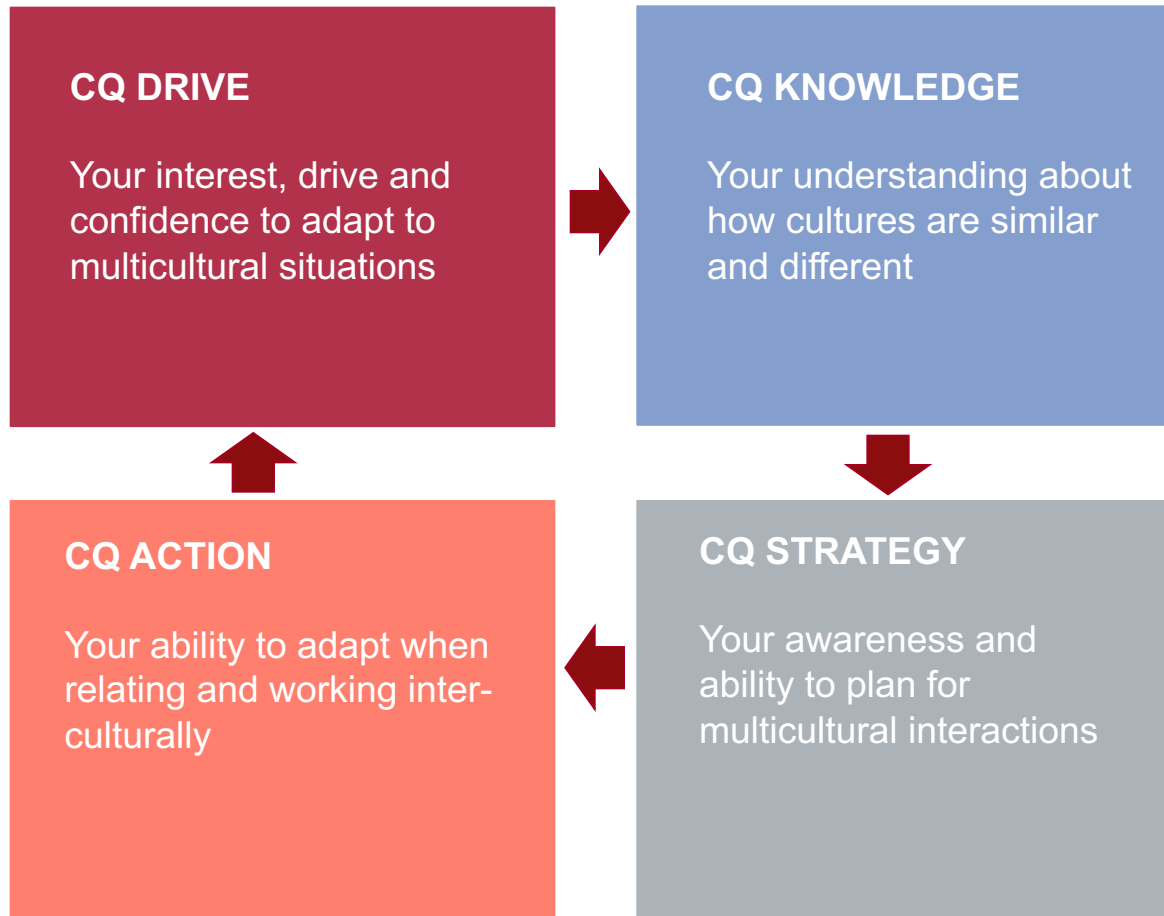 CQ DRIVE
Your interest, drive and
confidence to adapt to
multicultural situations
CQ KNOWLEDGE
Your understanding about
how cultures are similar
and different
CQ ACTION
Your ability to adapt when
relating and working inter-
culturally
CQ STRATEGY
Your awareness and
ability to plan for
multicultural interactions